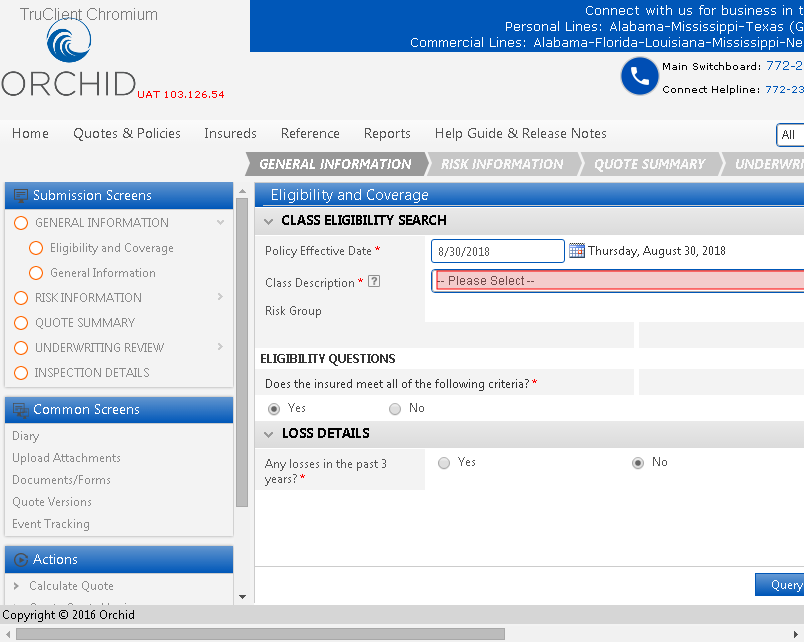 TruClient Chromium
ORCHID
UAT 103.126.54
Connect with us for business in t
Personal Lines: Alabama-Mississippi-Texas (G
Commercial Lines: Alabama-Florida-Louisiana-Mississippi-Ne
Main Switchboard: 772-2
Connect Helpline: 772-23
Home Quotes & Policies Insureds Reference Reports Help Guide & Release Notes All
GENERAL INFORMATION RISK INFORMATION QUOTE SUMMARY UNDERWRI
Submission Screens
GENERAL INFORMATION
Eligibility and Coverage
General Information
RISK INFORMATION
QUOTE SUMMARY
UNDERWRITING REVIEW
INSPECTION DETAILS
Common Screens
Diary
Upload Attachments
Documents/Forms
Quote Versions
Event Tracking
Actions
Calculate Quote
Eligibility and Coverage
CLASS ELIGIBILITY SEARCH
Policy Effective Date * 8/30/2018 Thursday, August 30, 2018
Class Description * ? -- Please Select --
Risk Group
ELIGIBILITY QUESTIONS
Does the insured meet all of the following criteria? *
Yes No
LOSS DETAILS
Any losses in the past 3 years? * Yes No
Query
Copyright © 2016 Orchid